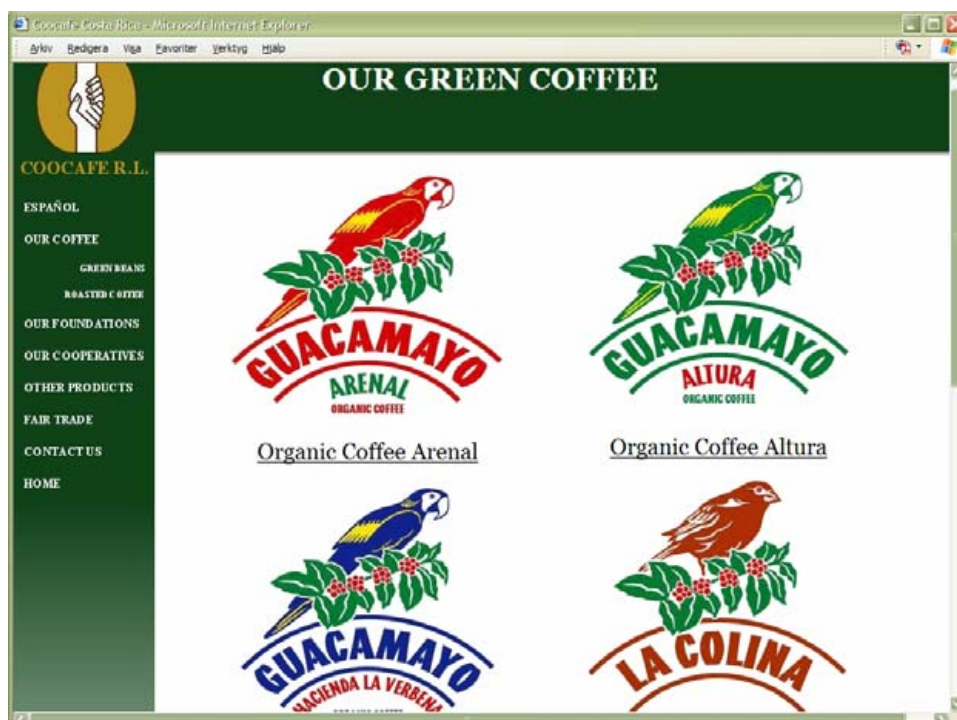 Coocafe Costa Rica - Microsoft Internet Explorer
Arkiv Redigera Visa Favoriter Verktyg Hjälp
OUR GREEN COFFEE
COOCAFE R.L.
ESPAÑOL
OUR COFFEE
GREEN BEANS
ROASTED COFFEE
OUR FOUNDATIONS
OUR COOPERATIVES
OTHER PRODUCTS
FAIR TRADE
CONTACT US
HOME
GUACAMAYO
ARENAL
ORGANIC COFFEE
Organic Coffee Arenal
GUACAMAYO
ALTURA
ORGANIC COFFEE
Organic Coffee Altura
GUACAMAYO
HACIENDA LA VERBENA
LA COLINA